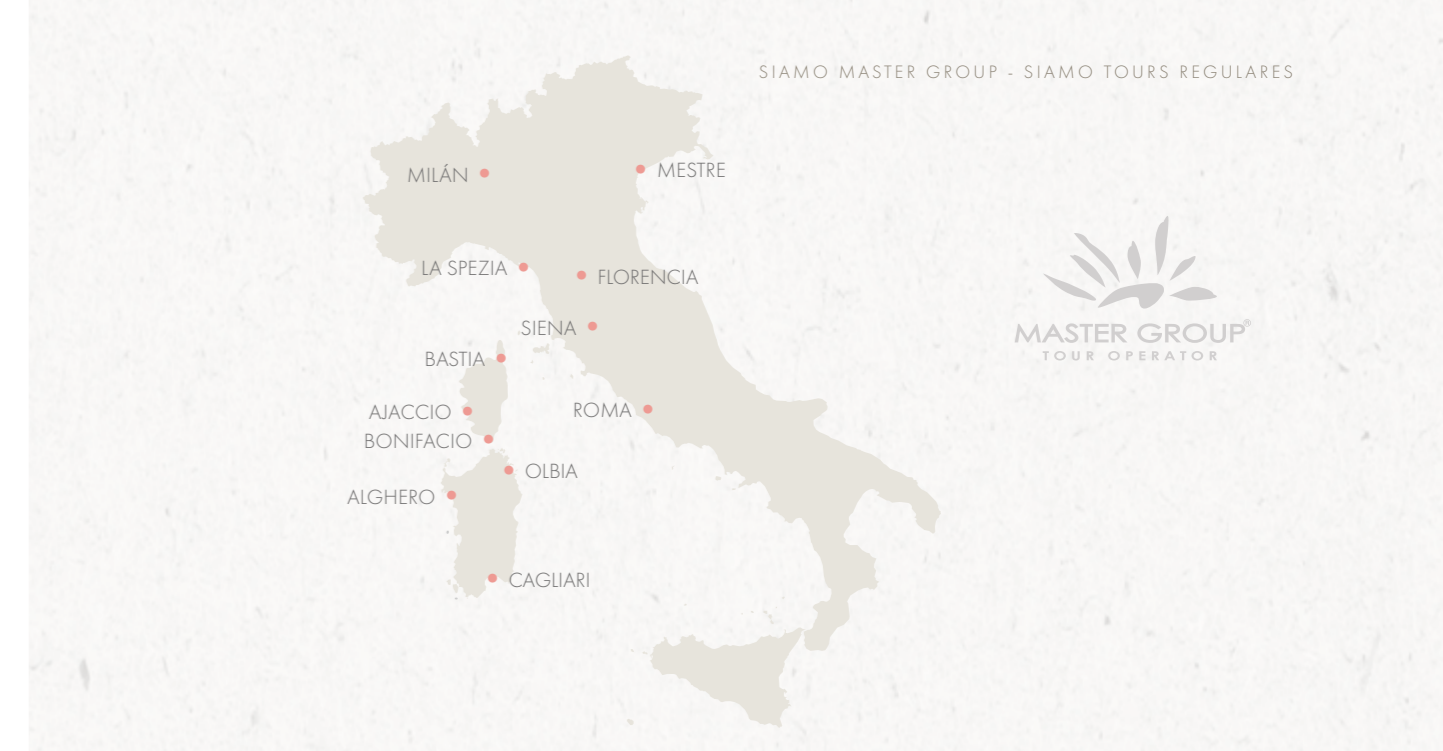 SIAMO MASTER GROUP - SIAMO TOURS REGULARES
MILÁN
MESTRE
LA SPEZIA
FLORENCIA
SIENA
BASTIA
AJACCIO
ROMA
BONIFACIO
OLBIA
ALGHERO
CAGLIARI
MASTER GROUP®
TOUR OPERATOR